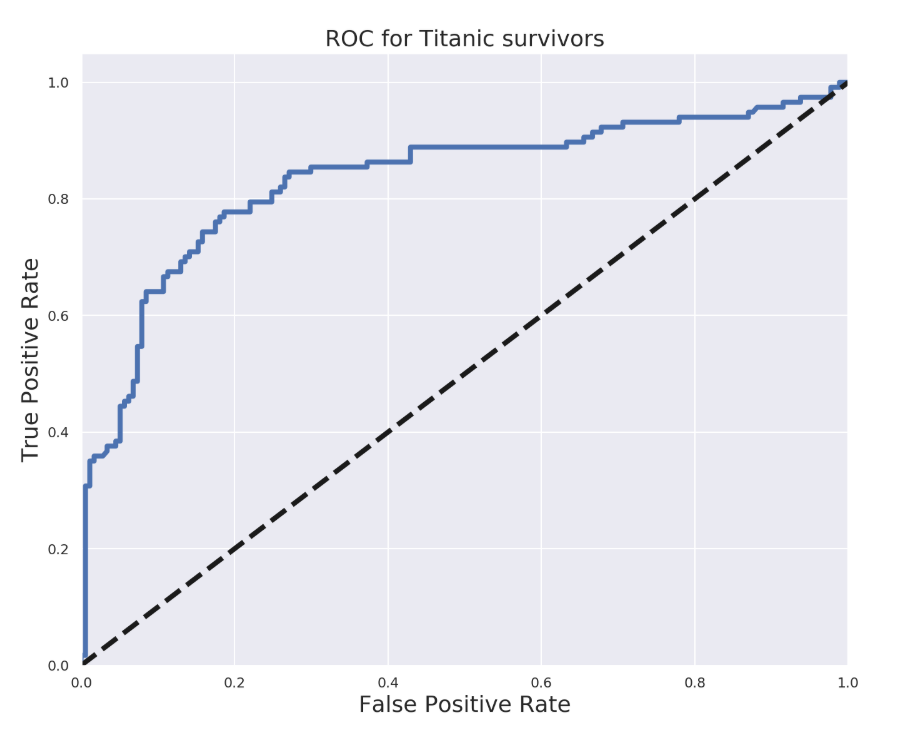 ROC for Titanic survivors
True Positive Rate
1.0
0.8
0.6
0.4
0.2
0.0
0.0 0.2 0.4 0.6 0.8 1.0
False Positive Rate